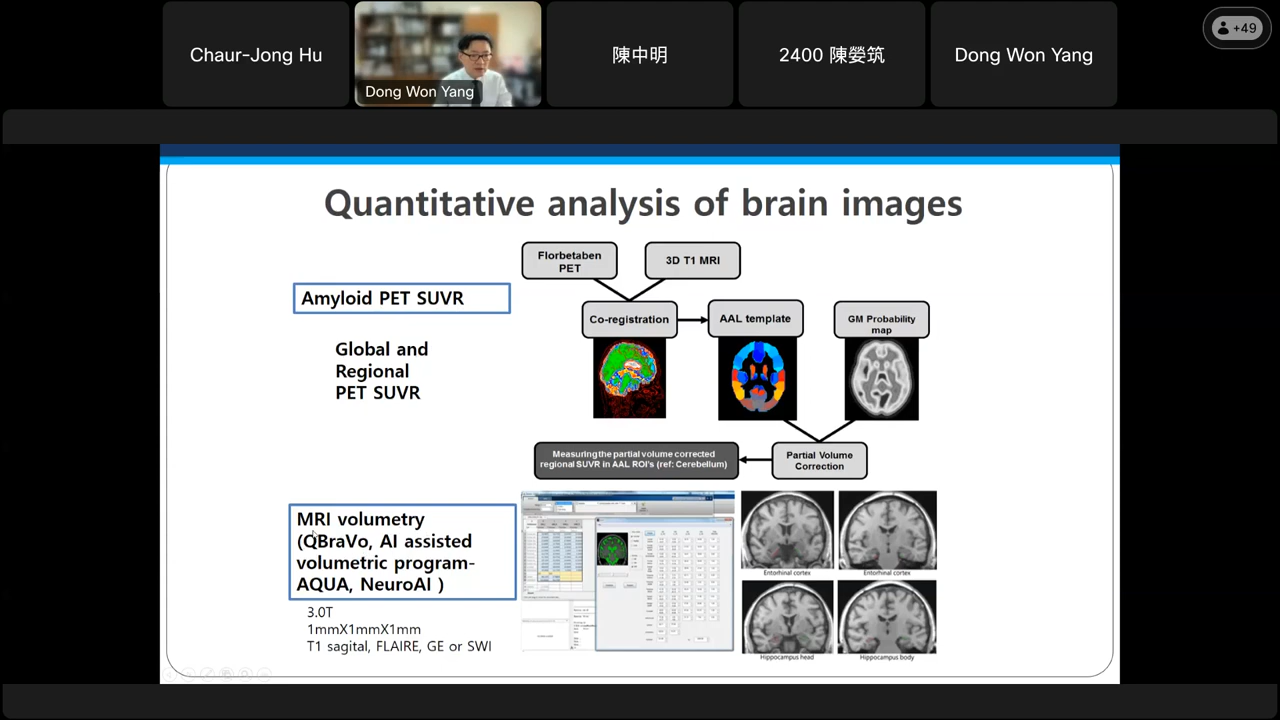 Chaur-Jong Hu
Dong Won Yang
陳中明
2400 陳嫈筑
Dong Won Yang
+49
Quantitative analysis of brain images
Florbetaben
PET
3D T1 MRI
Amyloid PET SUVR
Co-registration
AAL template
GM Probability
map
Global and
Regional
PET SUVR
Measuring the partial volume corrected
regional SUVR in AAL ROI's (ref: Cerebellum)
Partial Volume
Correction
MRI volumetry
(QBraVo, AI assisted
volumetric program-
AQUA, NeuroAI )
3.0T
1mmX1mmX1mm
T1 sagital, FLAIRE, GE or SWI
Entorhinal cortex
Entorhinal cortex
Hippocampus head
Hippocampus body